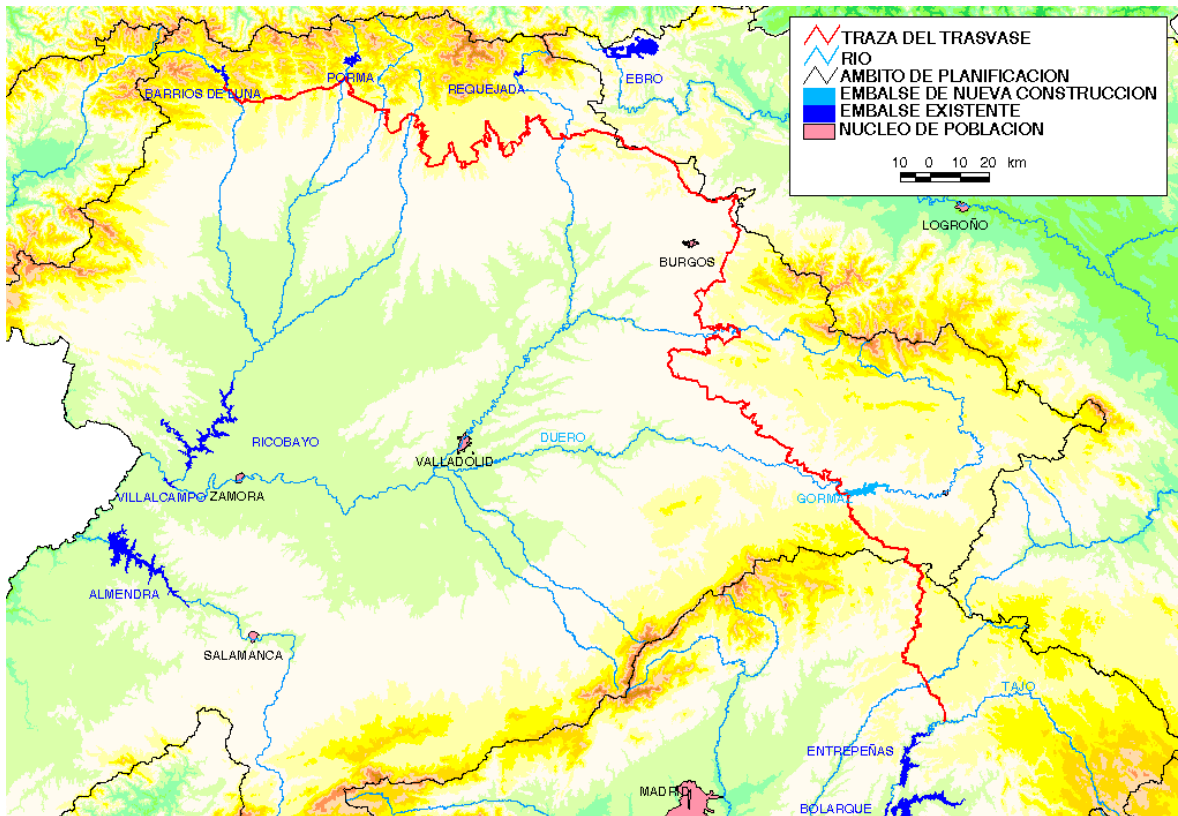 TRAZA DEL TRASVASE
RIO
AMBITO DE PLANIFICACION
EMBALSE DE NUEVA CONSTRUCCION
EMBALSE EXISTENTE
NUCLEO DE POBLACION
10 0 10 20 km
PORMA
REQUEJADA
EBRO
BARRIOS DE LUNA
LOGROÑO
BURGOS
DUERO
RICOBAYO
VALLADOLID
VILLALCAMPO
ZAMORA
GORMAZ
ALMENDRA
SALAMANCA
TAJO
ENTREPEÑAS
MADRID
BOLARQUE